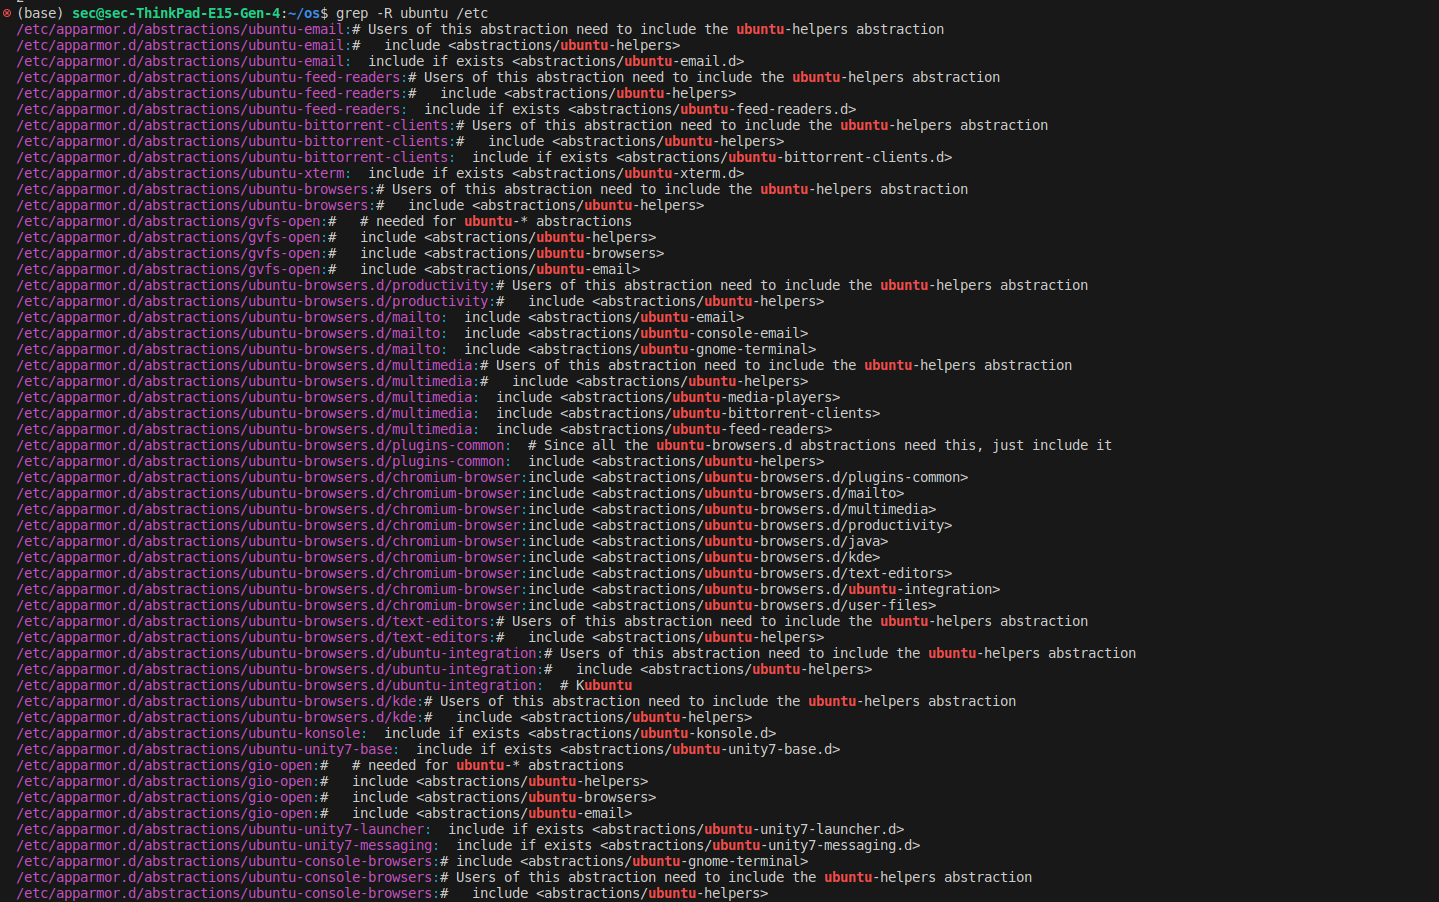 (base) sec@sec-ThinkPad-E15-Gen-4:~/os$ grep -R ubuntu /etc
/etc/apparmor.d/abstractions/ubuntu-email:# Users of this abstraction need to include the ubuntu-helpers abstraction
/etc/apparmor.d/abstractions/ubuntu-email:#   include <abstractions/ubuntu-helpers>
/etc/apparmor.d/abstractions/ubuntu-email:  include if exists <abstractions/ubuntu-email.d>
/etc/apparmor.d/abstractions/ubuntu-feed-readers:# Users of this abstraction need to include the ubuntu-helpers abstraction
/etc/apparmor.d/abstractions/ubuntu-feed-readers:#   include <abstractions/ubuntu-helpers>
/etc/apparmor.d/abstractions/ubuntu-feed-readers:  include if exists <abstractions/ubuntu-feed-readers.d>
/etc/apparmor.d/abstractions/ubuntu-bittorrent-clients:# Users of this abstraction need to include the ubuntu-helpers abstraction
/etc/apparmor.d/abstractions/ubuntu-bittorrent-clients:#   include <abstractions/ubuntu-helpers>
/etc/apparmor.d/abstractions/ubuntu-bittorrent-clients:  include if exists <abstractions/ubuntu-bittorrent-clients.d>
/etc/apparmor.d/abstractions/ubuntu-xterm:  include if exists <abstractions/ubuntu-xterm.d>
/etc/apparmor.d/abstractions/ubuntu-browsers:# Users of this abstraction need to include the ubuntu-helpers abstraction
/etc/apparmor.d/abstractions/ubuntu-browsers:#   include <abstractions/ubuntu-helpers>
/etc/apparmor.d/abstractions/gvfs-open:#   # needed for ubuntu-* abstractions
/etc/apparmor.d/abstractions/gvfs-open:#   include <abstractions/ubuntu-helpers>
/etc/apparmor.d/abstractions/gvfs-open:#   include <abstractions/ubuntu-browsers>
/etc/apparmor.d/abstractions/gvfs-open:#   include <abstractions/ubuntu-email>
/etc/apparmor.d/abstractions/ubuntu-browsers.d/productivity:# Users of this abstraction need to include the ubuntu-helpers abstraction
/etc/apparmor.d/abstractions/ubuntu-browsers.d/productivity:#   include <abstractions/ubuntu-helpers>
/etc/apparmor.d/abstractions/ubuntu-browsers.d/mailto:  include <abstractions/ubuntu-email>
/etc/apparmor.d/abstractions/ubuntu-browsers.d/mailto:  include <abstractions/ubuntu-console-email>
/etc/apparmor.d/abstractions/ubuntu-browsers.d/mailto:  include <abstractions/ubuntu-gnome-terminal>
/etc/apparmor.d/abstractions/ubuntu-browsers.d/multimedia:# Users of this abstraction need to include the ubuntu-helpers abstraction
/etc/apparmor.d/abstractions/ubuntu-browsers.d/multimedia:#   include <abstractions/ubuntu-helpers>
/etc/apparmor.d/abstractions/ubuntu-browsers.d/multimedia:  include <abstractions/ubuntu-media-players>
/etc/apparmor.d/abstractions/ubuntu-browsers.d/multimedia:  include <abstractions/ubuntu-bittorrent-clients>
/etc/apparmor.d/abstractions/ubuntu-browsers.d/multimedia:  include <abstractions/ubuntu-feed-readers>
/etc/apparmor.d/abstractions/ubuntu-browsers.d/plugins-common:  # Since all the ubuntu-browsers.d abstractions need this, just include it
/etc/apparmor.d/abstractions/ubuntu-browsers.d/plugins-common:  include <abstractions/ubuntu-helpers>
/etc/apparmor.d/abstractions/ubuntu-browsers.d/chromium-browser:include <abstractions/ubuntu-browsers.d/plugins-common>
/etc/apparmor.d/abstractions/ubuntu-browsers.d/chromium-browser:include <abstractions/ubuntu-browsers.d/mailto>
/etc/apparmor.d/abstractions/ubuntu-browsers.d/chromium-browser:include <abstractions/ubuntu-browsers.d/multimedia>
/etc/apparmor.d/abstractions/ubuntu-browsers.d/chromium-browser:include <abstractions/ubuntu-browsers.d/productivity>
/etc/apparmor.d/abstractions/ubuntu-browsers.d/chromium-browser:include <abstractions/ubuntu-browsers.d/java>
/etc/apparmor.d/abstractions/ubuntu-browsers.d/chromium-browser:include <abstractions/ubuntu-browsers.d/kde>
/etc/apparmor.d/abstractions/ubuntu-browsers.d/chromium-browser:include <abstractions/ubuntu-browsers.d/text-editors>
/etc/apparmor.d/abstractions/ubuntu-browsers.d/chromium-browser:include <abstractions/ubuntu-browsers.d/ubuntu-integration>
/etc/apparmor.d/abstractions/ubuntu-browsers.d/chromium-browser:include <abstractions/ubuntu-browsers.d/user-files>
/etc/apparmor.d/abstractions/ubuntu-browsers.d/text-editors:# Users of this abstraction need to include the ubuntu-helpers abstraction
/etc/apparmor.d/abstractions/ubuntu-browsers.d/text-editors:#   include <abstractions/ubuntu-helpers>
/etc/apparmor.d/abstractions/ubuntu-browsers.d/ubuntu-integration:# Users of this abstraction need to include the ubuntu-helpers abstraction
/etc/apparmor.d/abstractions/ubuntu-browsers.d/ubuntu-integration:#   include <abstractions/ubuntu-helpers>
/etc/apparmor.d/abstractions/ubuntu-browsers.d/ubuntu-integration:  # Kubuntu
/etc/apparmor.d/abstractions/ubuntu-browsers.d/kde:# Users of this abstraction need to include the ubuntu-helpers abstraction
/etc/apparmor.d/abstractions/ubuntu-browsers.d/kde:#   include <abstractions/ubuntu-helpers>
/etc/apparmor.d/abstractions/ubuntu-konsole:  include if exists <abstractions/ubuntu-konsole.d>
/etc/apparmor.d/abstractions/ubuntu-unity7-base:  include if exists <abstractions/ubuntu-unity7-base.d>
/etc/apparmor.d/abstractions/gio-open:#   # needed for ubuntu-* abstractions
/etc/apparmor.d/abstractions/gio-open:#   include <abstractions/ubuntu-helpers>
/etc/apparmor.d/abstractions/gio-open:#   include <abstractions/ubuntu-browsers>
/etc/apparmor.d/abstractions/gio-open:#   include <abstractions/ubuntu-email>
/etc/apparmor.d/abstractions/ubuntu-unity7-launcher:  include if exists <abstractions/ubuntu-unity7-launcher.d>
/etc/apparmor.d/abstractions/ubuntu-unity7-messaging:  include if exists <abstractions/ubuntu-unity7-messaging.d>
/etc/apparmor.d/abstractions/ubuntu-console-browsers:# include <abstractions/ubuntu-gnome-terminal>
/etc/apparmor.d/abstractions/ubuntu-console-browsers:# Users of this abstraction need to include the ubuntu-helpers abstraction
/etc/apparmor.d/abstractions/ubuntu-console-browsers:#   include <abstractions/ubuntu-helpers>